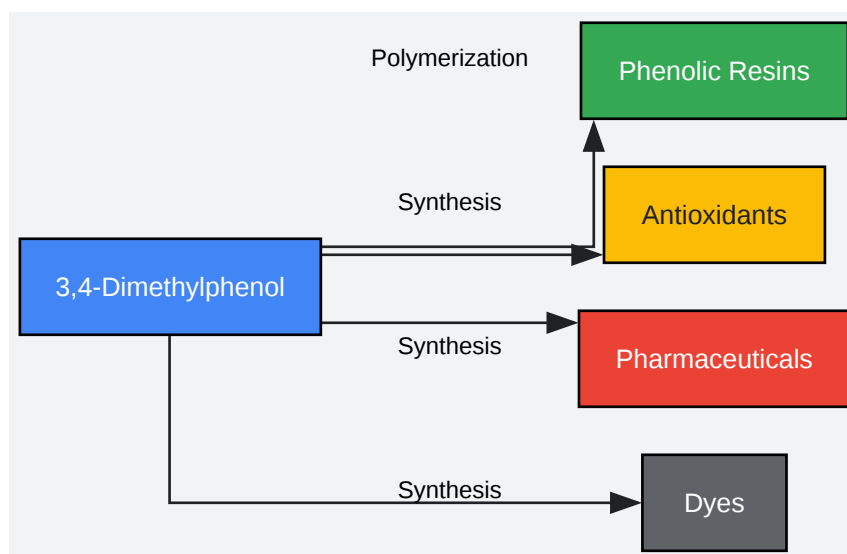 Polymerization
Phenolic Resins
Synthesis
Antioxidants
3,4-Dimethylphenol
Synthesis
Pharmaceuticals
Synthesis
Dyes